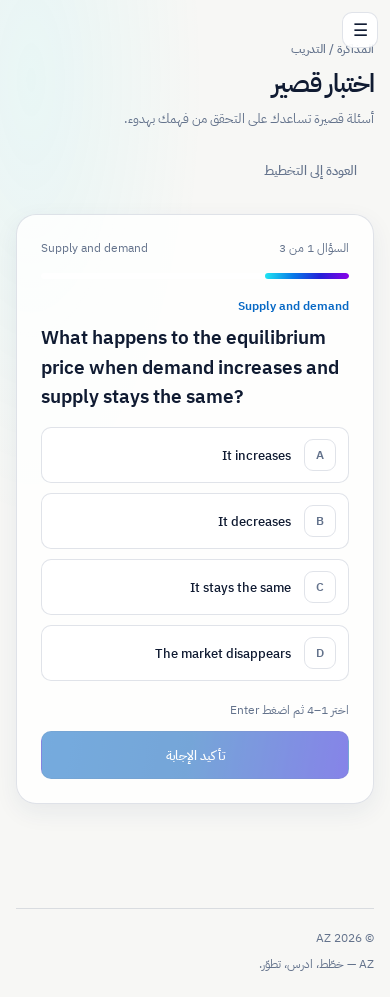 ☰
المذاكرة / التدريب
اختبار قصير
أسئلة قصيرة تساعدك على التحقق من فهمك بهدوء.
العودة إلى التخطيط
السؤال 1 من 3
Supply and demand
Supply and demand
What happens to the equilibrium
price when demand increases and
supply stays the same?
A It increases
B It decreases
C It stays the same
D The market disappears
اختر 1–4 ثم اضغط Enter
تأكيد الإجابة
© 2026 AZ
AZ — خطّط، ادرس، تطوّر.